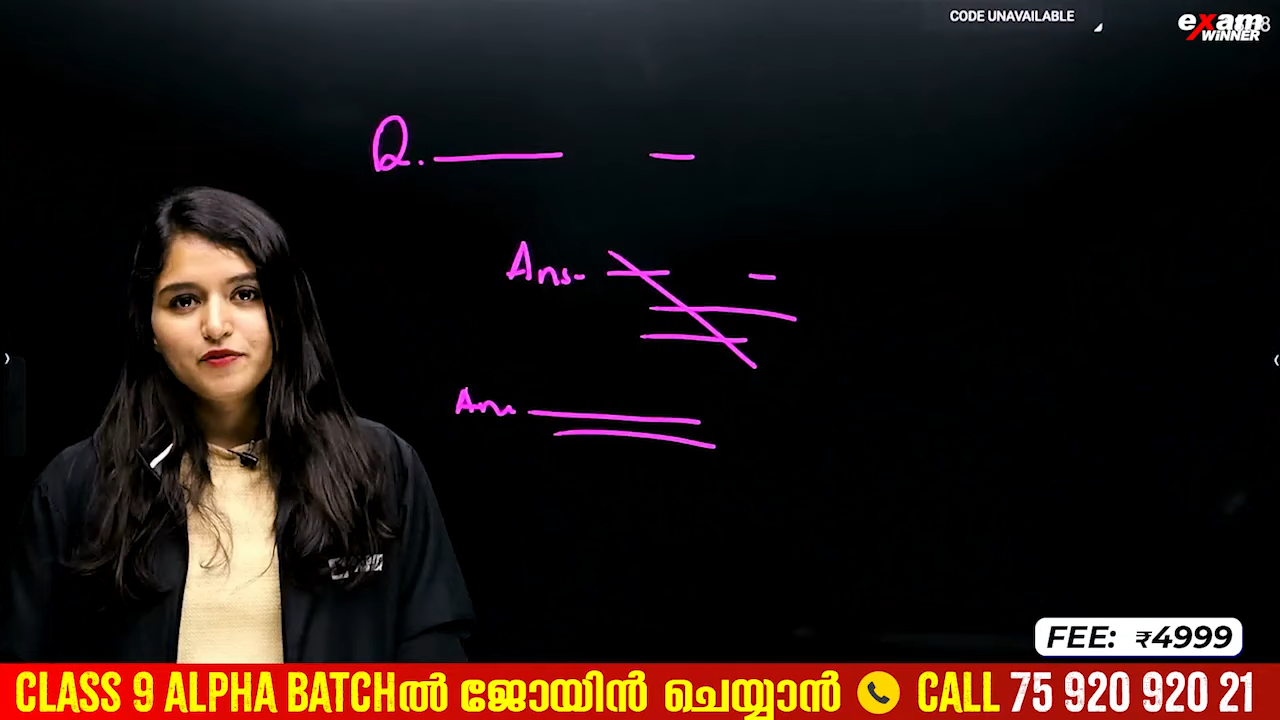 CODE UNAVAILABLE
exam
WINNER
Q.
Ans-
Ans
FEE: ₹4999
CLASS 9 ALPHA BATCHൽ ജോയിൻ ചെയ്യാൻ CALL 75 920 920 21